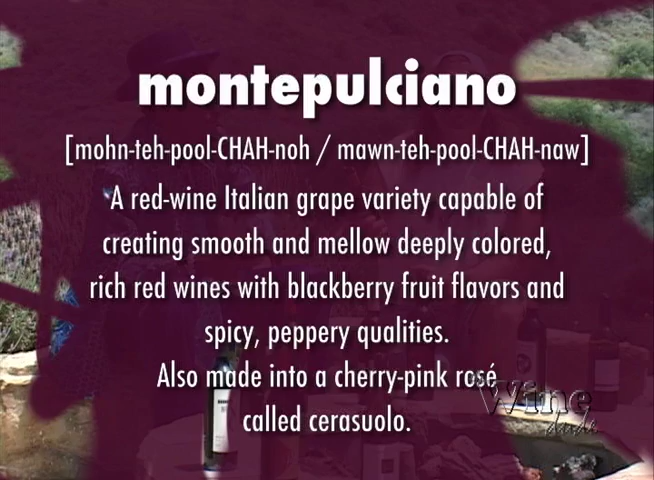 montepulciano
[mohn-teh-pool-CHAH-noh / mawn-teh-pool-CHAH-naw]
A red-wine Italian grape variety capable of
creating smooth and mellow deeply colored,
rich red wines with blackberry fruit flavors and
spicy, peppery qualities.
Also made into a cherry-pink rosé
called cerasuolo.
Wine
dude